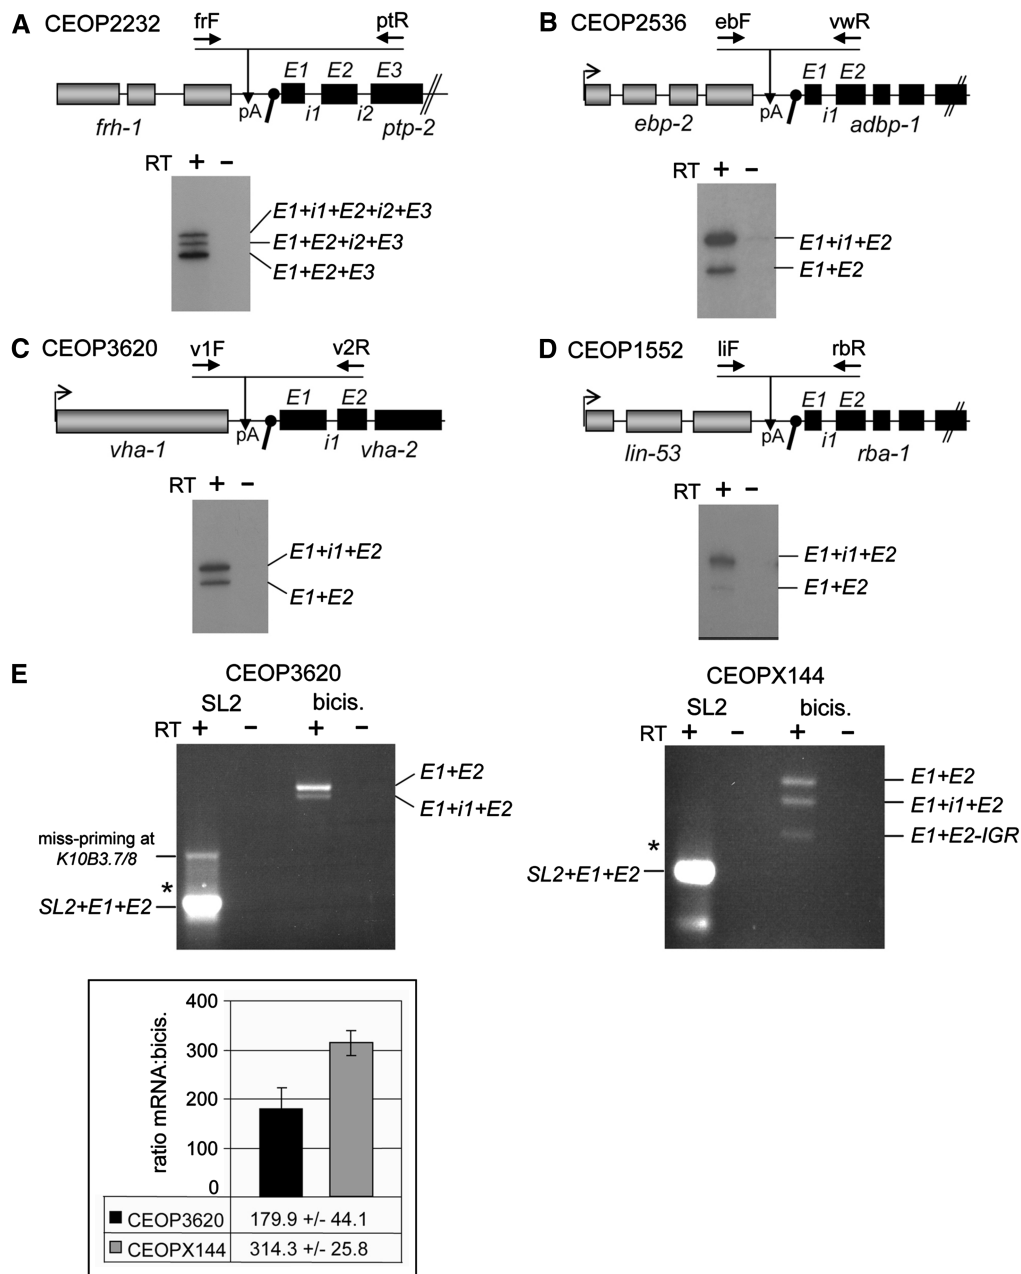 A CEOP2232 frF ptR
E1 E2 E3
pA i1 i2
frh-1 ptp-2
RT + –
E1+i1+E2+i2+E3
E1+E2+i2+E3
E1+E2+E3
B CEOP2536 ebF vwR
E1 E2
pA i1
ebp-2 adbp-1
RT + –
E1+i1+E2
E1+E2
C CEOP3620 v1F v2R
E1 E2
pA i1
vha-1 vha-2
RT + –
E1+i1+E2
E1+E2
D CEOP1552 liF rbR
E1 E2
pA i1
lin-53 rba-1
RT + –
E1+i1+E2
E1+E2
E CEOP3620
SL2 bicis.
RT + – + –
E1+E2
E1+i1+E2
miss-priming at
K10B3.7/8
*
SL2+E1+E2
CEOPX144
SL2 bicis.
RT + – + –
E1+E2
E1+i1+E2
E1+E2-IGR
*
SL2+E1+E2
ratio mRNA:bicis.
400
300
200
100
0
CEOP3620 179.9 +/- 44.1
CEOPX144 314.3 +/- 25.8